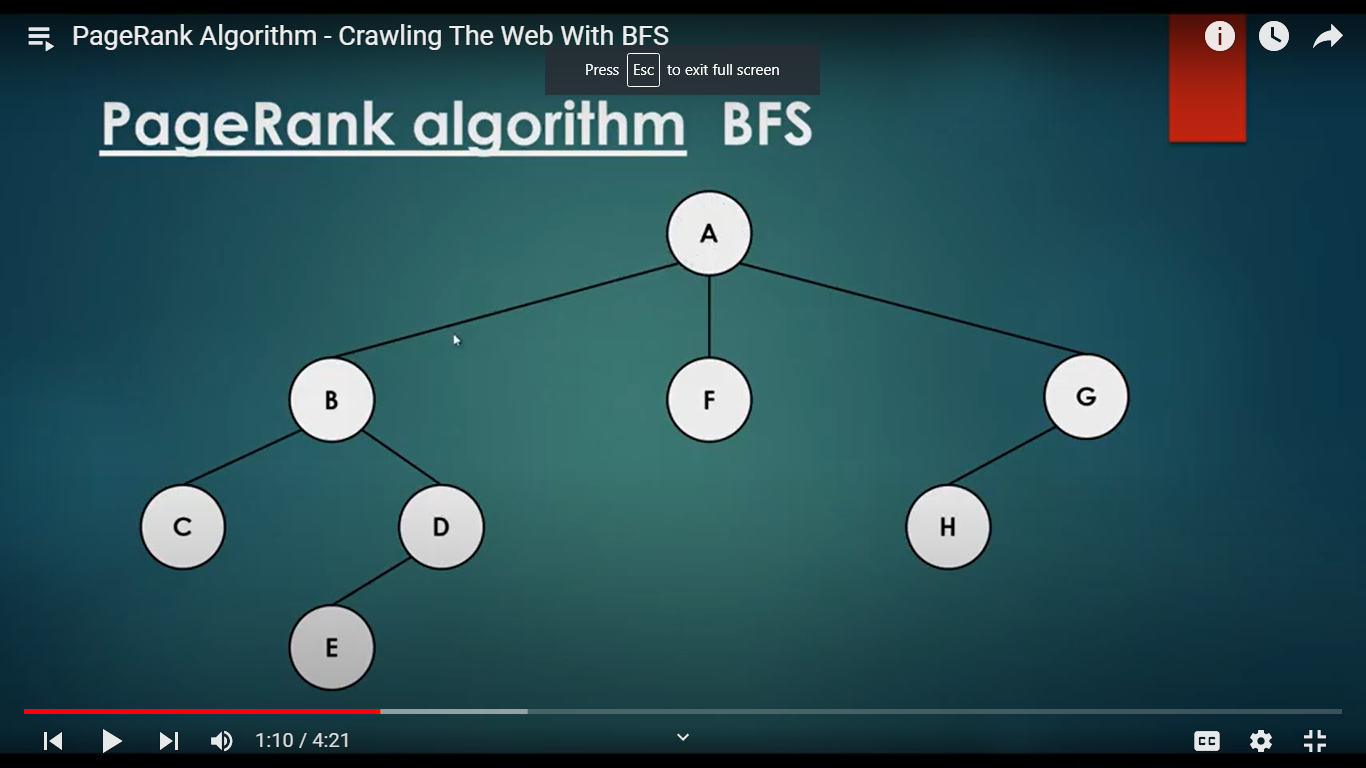 PageRank Algorithm - Crawling The Web With BFS
i
Press Esc to exit full screen
PageRank algorithm BFS
A
B F G
C D H
E
1:10 / 4:21
CC